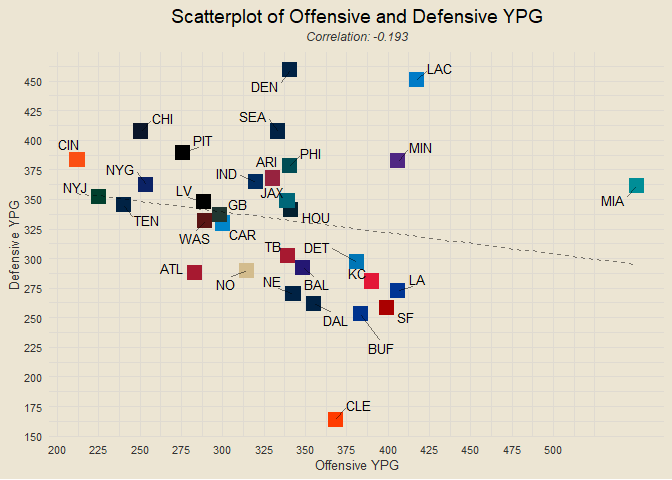 Scatterplot of Offensive and Defensive YPG
Correlation: -0.193
Defensive YPG
450
425
400
375
350
325
300
275
250
225
200
175
150
DEN
LAC
SEA
CHI
CIN
PIT
MIN
NYG
IND
ARI
PHI
NYJ
LV
JAX
MIA
TEN
GB
HOU
WAS
CAR
TB
DET
ATL
NO
NE
BAL
KC
LA
DAL
SF
BUF
CLE
200 225 250 275 300 325 350 375 400 425 450 475 500
Offensive YPG